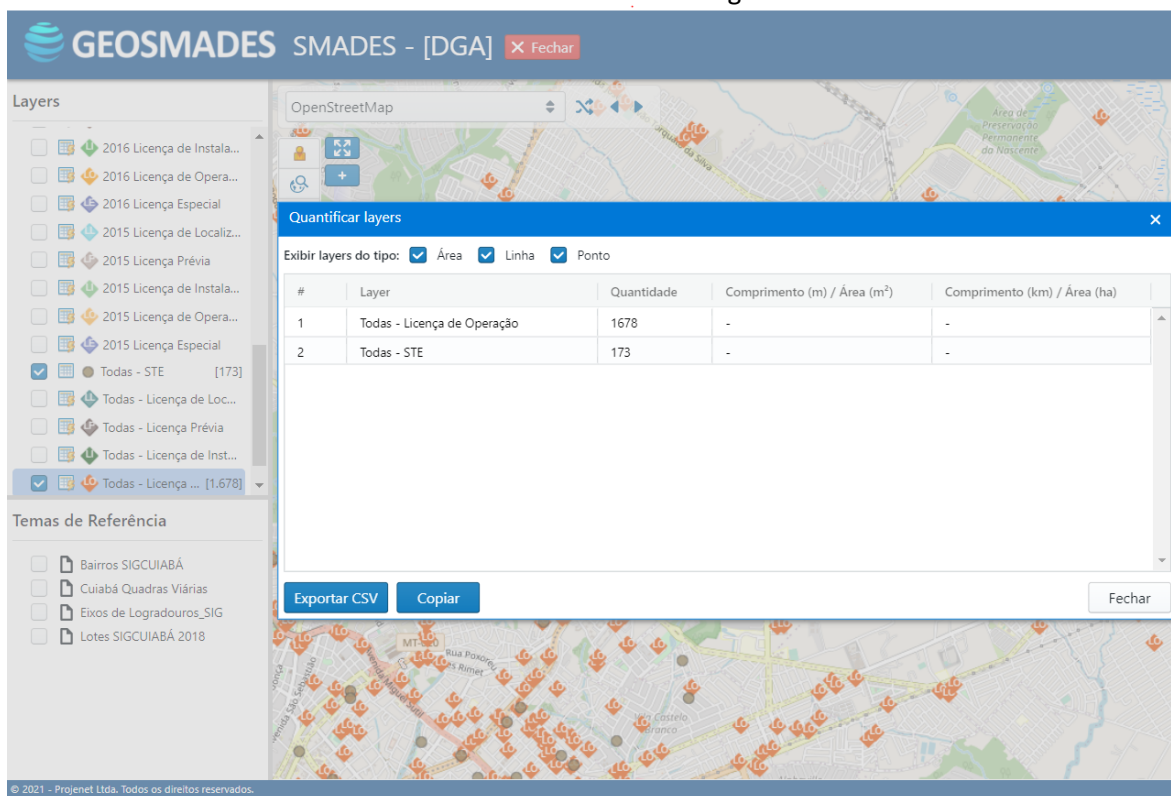 GEOSMADES SMADES - [DGA] Fechar
Layers
2016 Licença de Instala...
2016 Licença de Opera...
2016 Licença Especial
2015 Licença de Localiz...
2015 Licença Prévia
2015 Licença de Instala...
2015 Licença de Opera...
2015 Licença Especial
Todas - STE [173]
Todas - Licença de Loc...
Todas - Licença Prévia
Todas - Licença de Inst...
Todas - Licença ... [1.678]
Temas de Referência
Bairros SIGCUIABÁ
Cuiabá Quadras Viárias
Eixos de Logradouros_SIG
Lotes SIGCUIABÁ 2018
OpenStreetMap
Área de
Preservação
Permanente
da Nascente
Quantificar layers
Exibir layers do tipo: Área Linha Ponto
# Layer Quantidade Comprimento (m) / Área (m²) Comprimento (km) / Área (ha)
1 Todas - Licença de Operação 1678 - -
2 Todas - STE 173 - -
Exportar CSV Copiar Fechar
© 2021 - Projenet Ltda. Todos os direitos reservados.